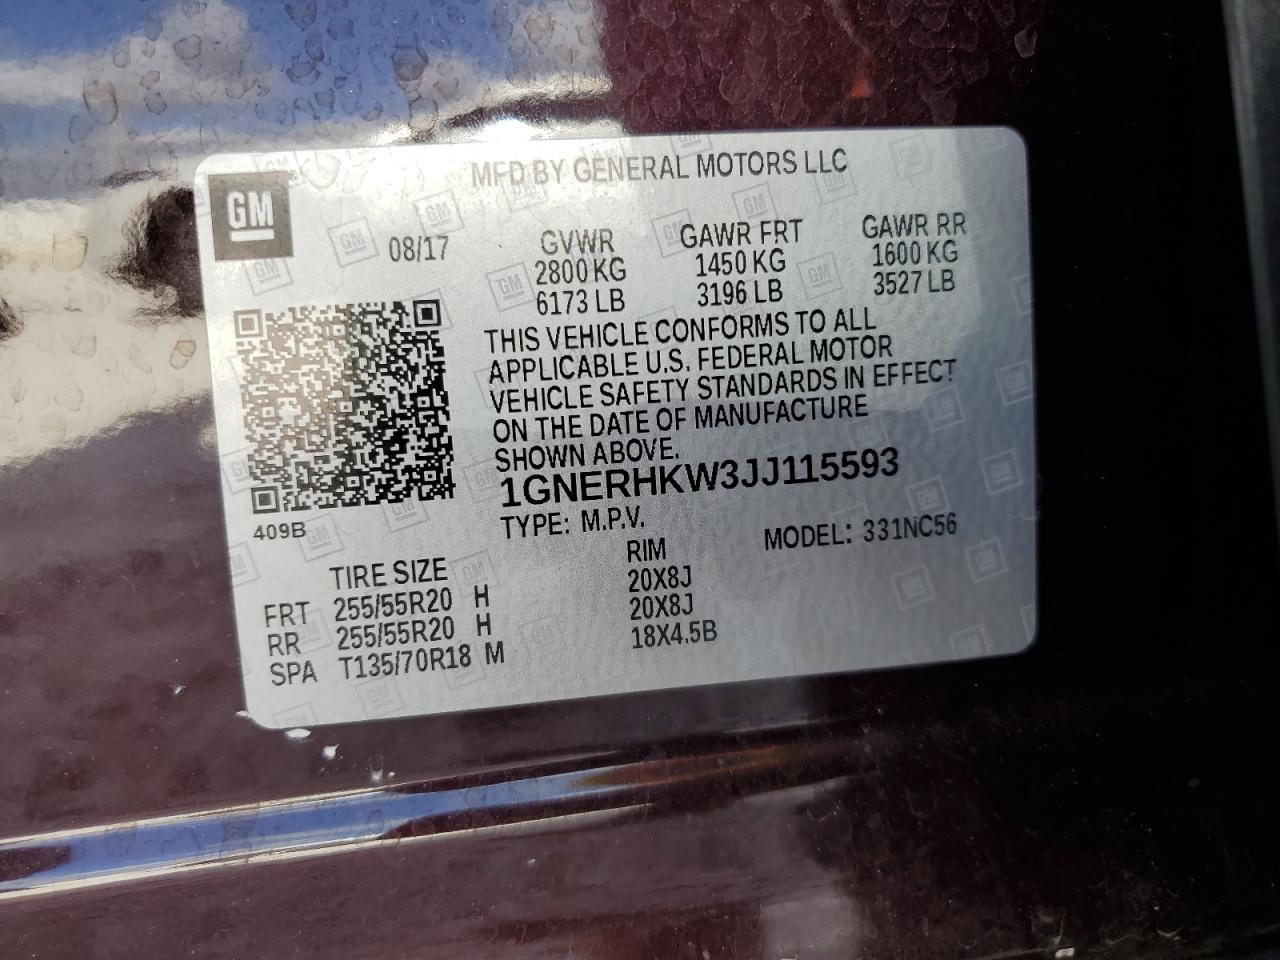 MFD BY GENERAL MOTORS LLC
GM
08/17
GVWR GAWR FRT GAWR RR
2800 KG 1450 KG 1600 KG
6173 LB 3196 LB 3527 LB
THIS VEHICLE CONFORMS TO ALL
APPLICABLE U.S. FEDERAL MOTOR
VEHICLE SAFETY STANDARDS IN EFFECT
ON THE DATE OF MANUFACTURE
SHOWN ABOVE.
1GNERHKW3JJ115593
409B
TYPE: M.P.V. MODEL: 331NC56
TIRE SIZE RIM
FRT 255/55R20 H 20X8J
RR 255/55R20 H 20X8J
SPA T135/70R18 M 18X4.5B